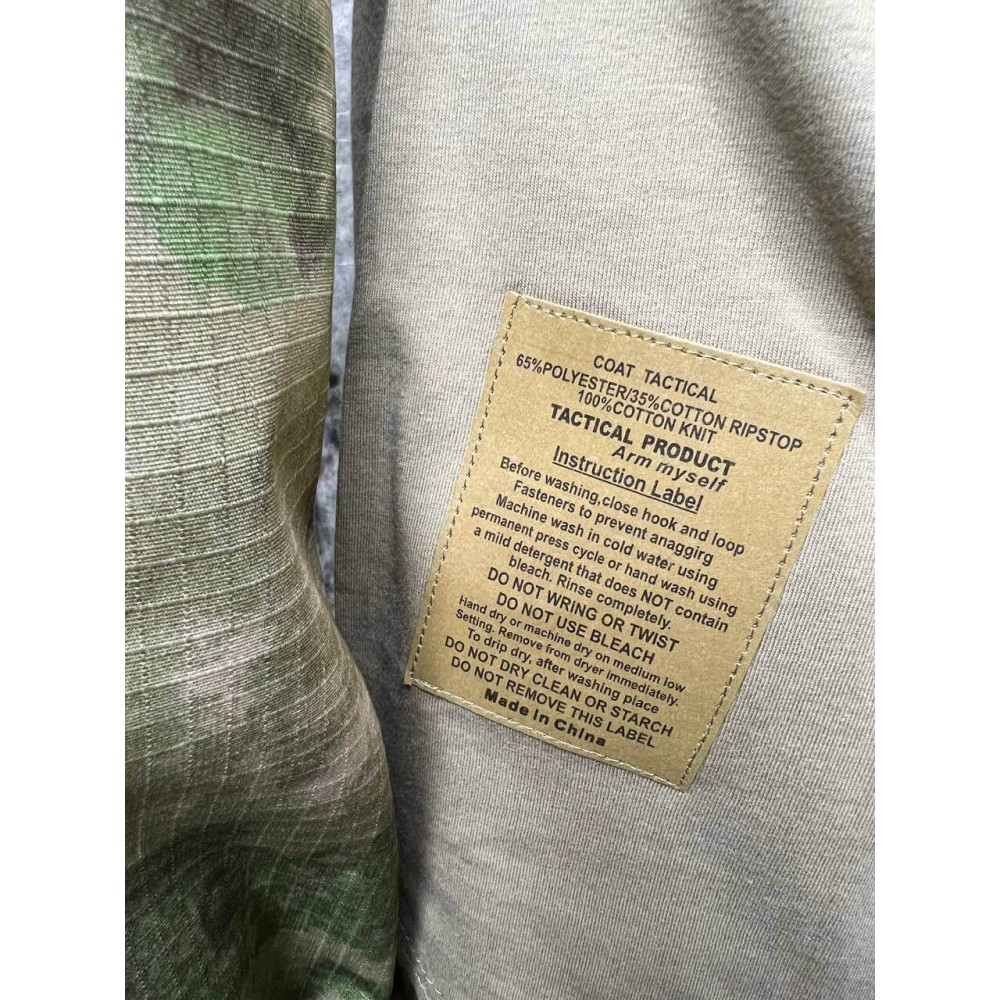 COAT TACTICAL
65%POLYESTER/35%COTTON RIPSTOP
100%COTTON KNIT
TACTICAL PRODUCT
Arm myself
Instruction Label
Before washing,close hook and loop
Fasteners to prevent anaggirg
Machine wash in cold water using
permanent press cycle or hand wash using
a mild detergent that does NOT contain
bleach. Rinse completely.
DO NOT WRING OR TWIST
DO NOT USE BLEACH
Hand dry or machine dry on medium low
Setting. Remove from dryer immediately.
To drip dry, after washing place
DO NOT DRY CLEAN OR STARCH
DO NOT REMOVE THIS LABEL
Made In China